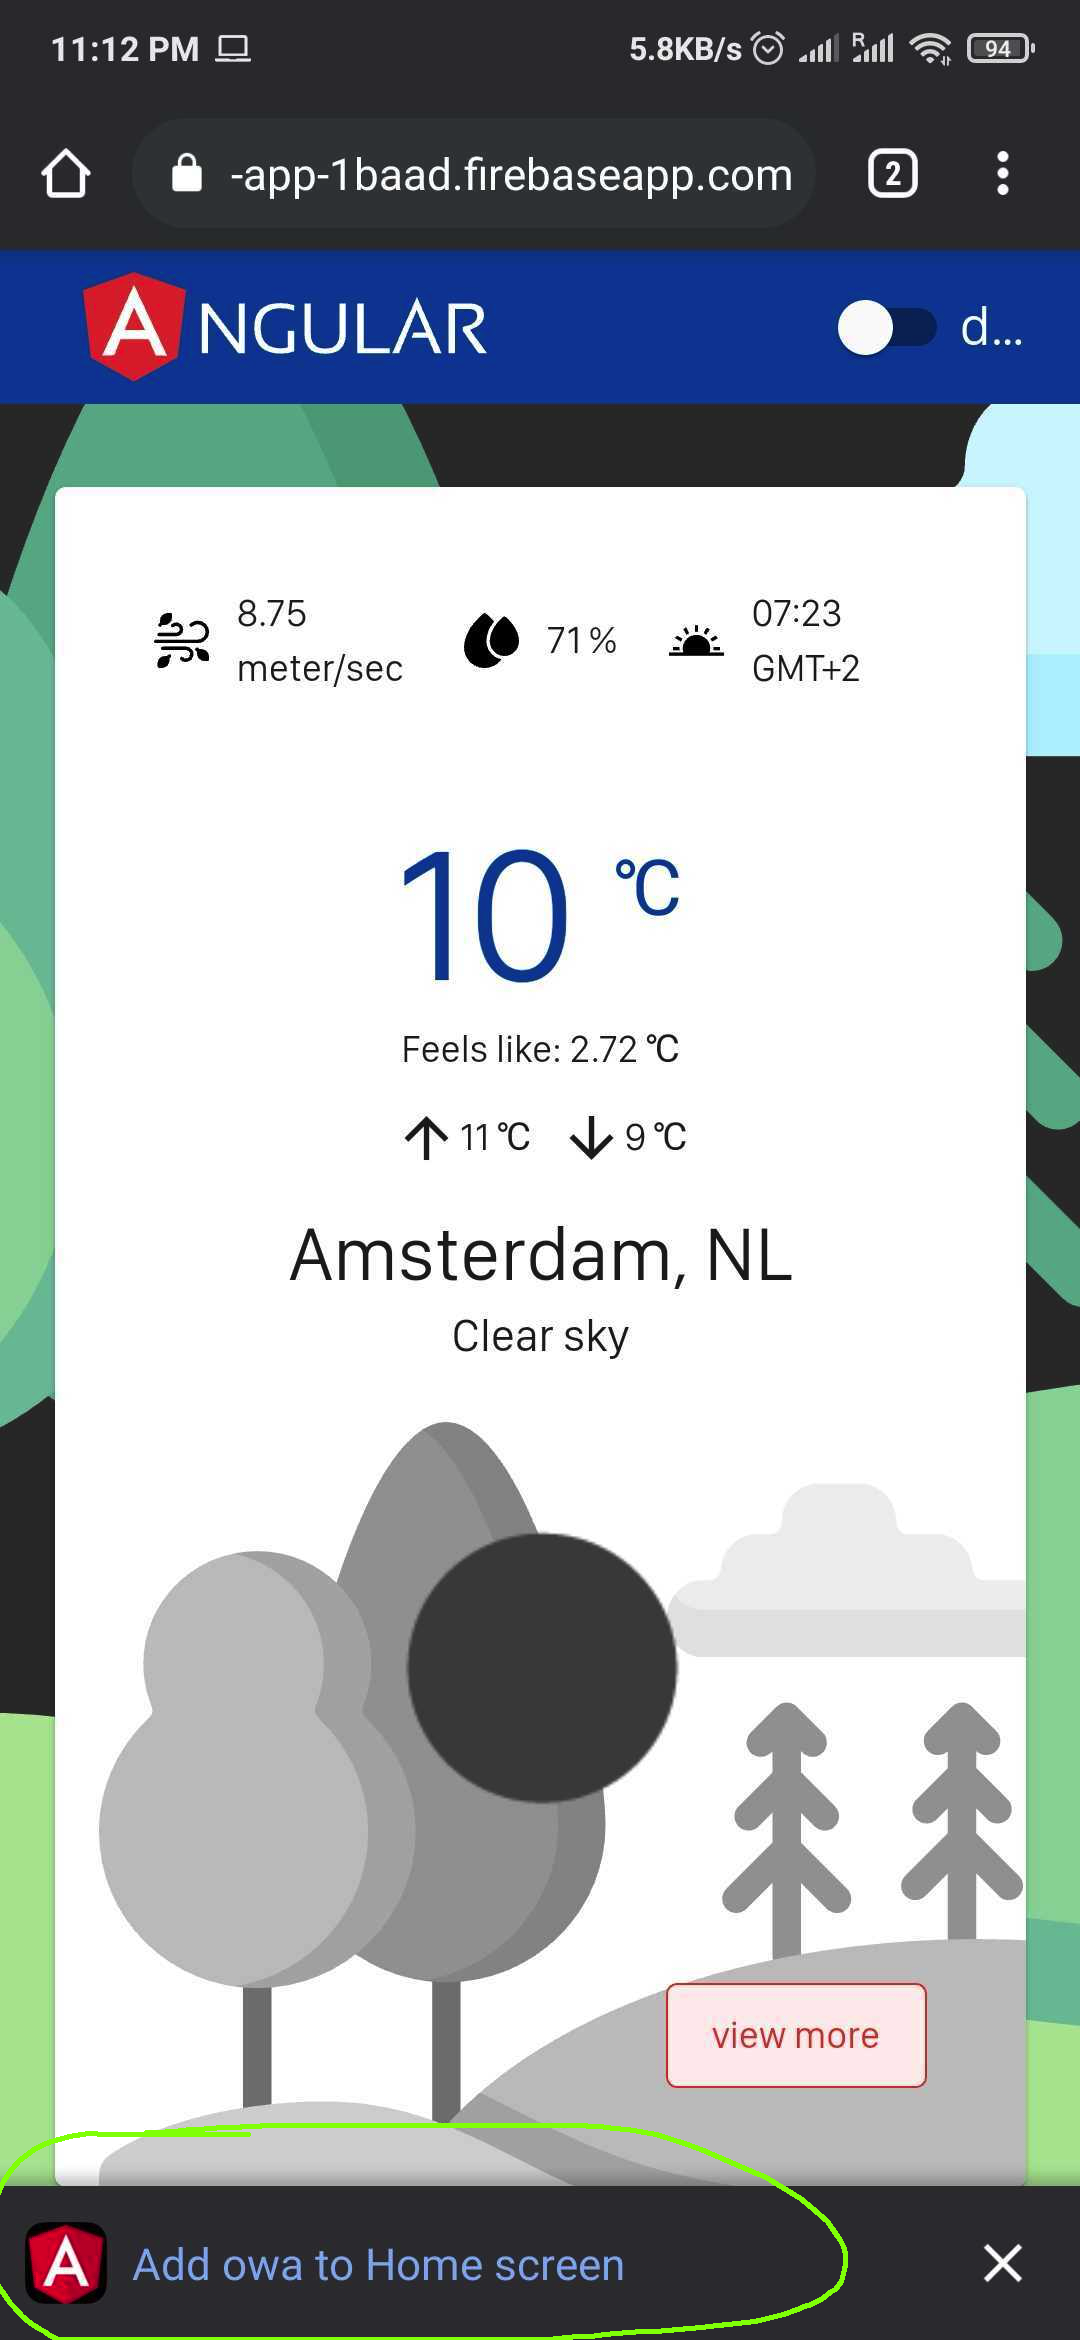 11:12 PM 5.8KB/s R 94
-app-1baad.firebaseapp.com 2
ANGULAR d...
8.75
meter/sec
71 %
07:23
GMT+2
10 °C
Feels like: 2.72 °C
11 °C 9 °C
Amsterdam, NL
Clear sky
view more
A Add owa to Home screen